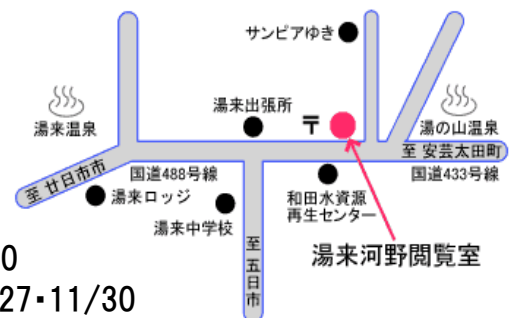 サンピアゆき
湯来温泉
湯来出張所
〒
湯の山温泉
至 安芸太田町
至 廿日市市
国道488号線
国道433号線
湯来ロッジ
湯来中学校
和田水資源
再生センター
至 五日市
湯来河野閲覧室
0
27・11/30